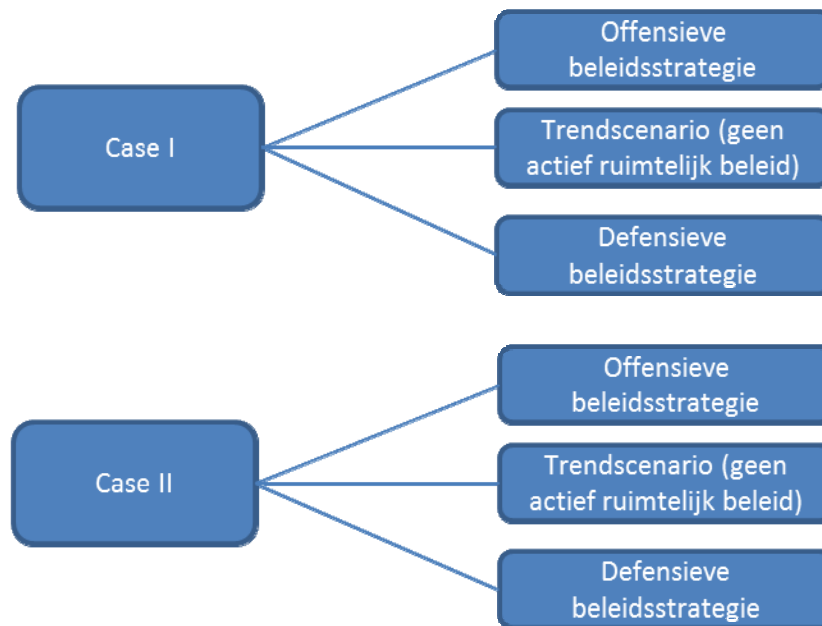 Case I
Offensieve
beleidsstrategie
Trendscenario (geen
actief ruimtelijk beleid)
Defensieve
beleidsstrategie
Case II
Offensieve
beleidsstrategie
Trendscenario (geen
actief ruimtelijk beleid)
Defensieve
beleidsstrategie